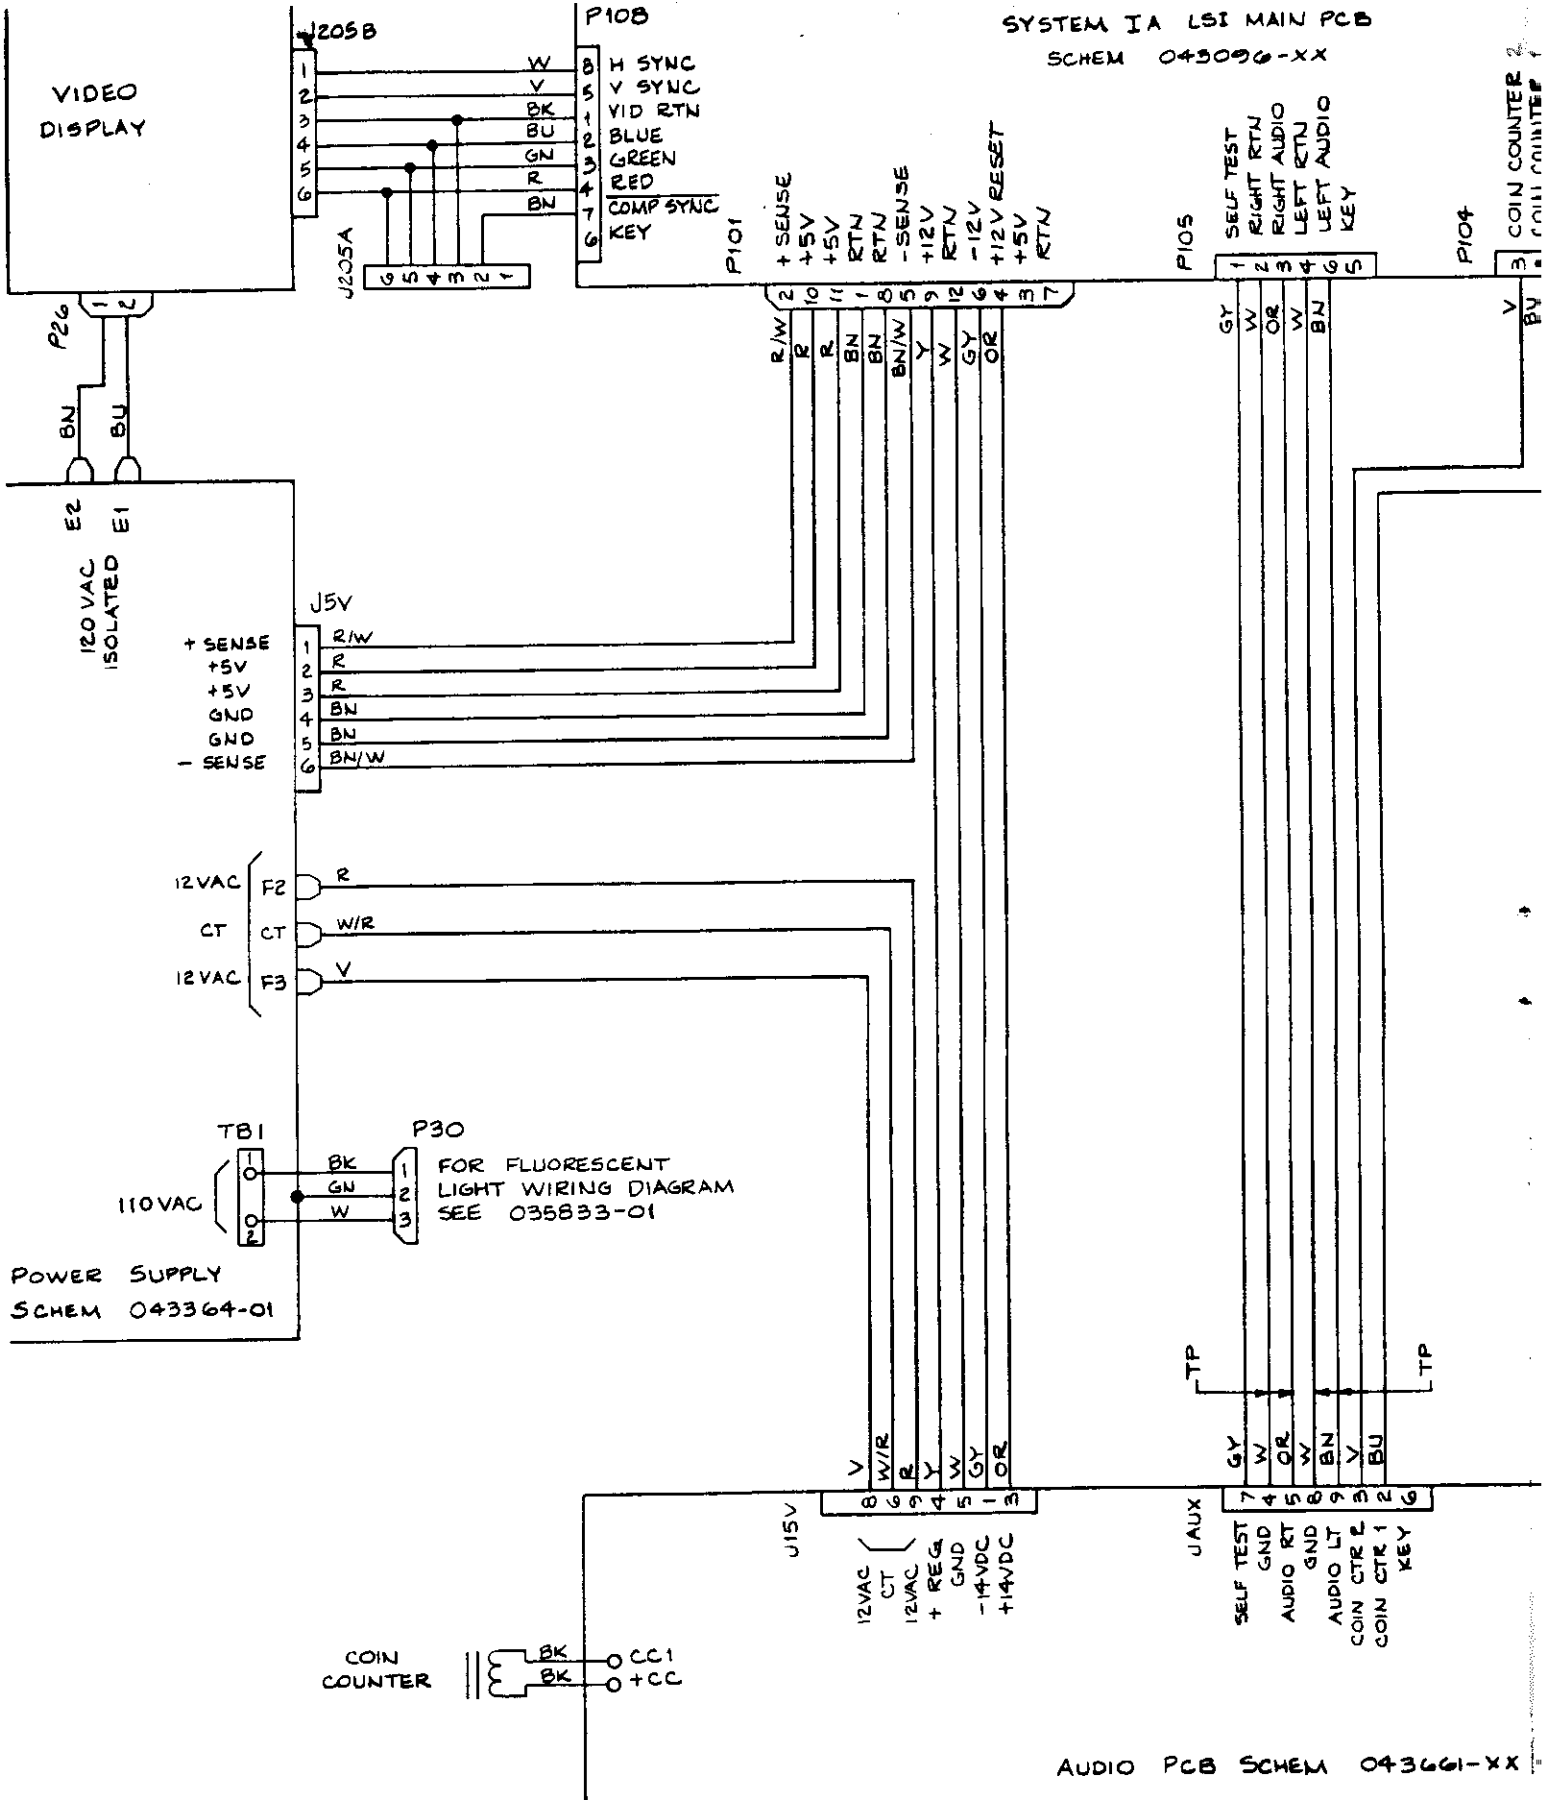 J205B
P108
SYSTEM IA LSI MAIN PCB
SCHEM 043096-XX
VIDEO
DISPLAY
1
2
3
4
5
6
W
V
BK
BU
GN
R
BN
8 H SYNC
5 V SYNC
1 VID RTN
2 BLUE
3 GREEN
4 RED
7 COMP SYNC
6 KEY
J205A
6 5 4 3 2 1
P101
+ SENSE
+5V
+5V
RTN
RTN
- SENSE
+12V
RTN
-12V
+12V RESET
+5V
RTN
2 10 11 1 8 5 9 12 6 4 3 7
R/W R R BN BN BN/W Y W GY OR
P105
SELF TEST
RIGHT RTN
RIGHT AUDIO
LEFT RTN
LEFT AUDIO
KEY
1 2 3 4 6 5
GY W OR W BN
P104
COIN COUNTER 2
COIN COUNTER 1
3
V
BU
P26
1 2
BN
BU
E2
E1
120 VAC
ISOLATED
J5V
+ SENSE 1 R/W
+5V 2 R
+5V 3 R
GND 4 BN
GND 5 BN
- SENSE 6 BN/W
12VAC F2 R
CT CT W/R
12VAC F3 V
TB1
P30
1
2
110 VAC
BK
GN
W
1
2
3
FOR FLUORESCENT
LIGHT WIRING DIAGRAM
SEE 035833-01
POWER SUPPLY
SCHEM 043364-01
TP
TP
V W/R R Y W GY OR
J15V
8 6 9 4 5 1 3
12VAC
CT
12VAC
+ REG
GND
-14VDC
+14VDC
GY W OR W BN V BU
JAUX
7 4 5 8 9 3 2 6
SELF TEST
GND
AUDIO RT
GND
AUDIO LT
COIN CTR 2
COIN CTR 1
KEY
COIN
COUNTER
BK
BK
CC1
+CC
AUDIO PCB SCHEM 043661-XX